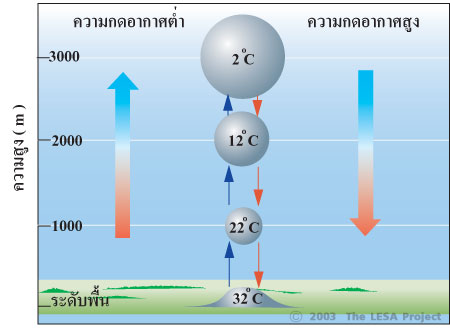 ความกดอากาศต่ำ ความกดอากาศสูง
3000
2°C
2000
12°C
ความสูง ( m )
1000
22°C
ระดับพื้น
32°C
© 2003 The LESA Project